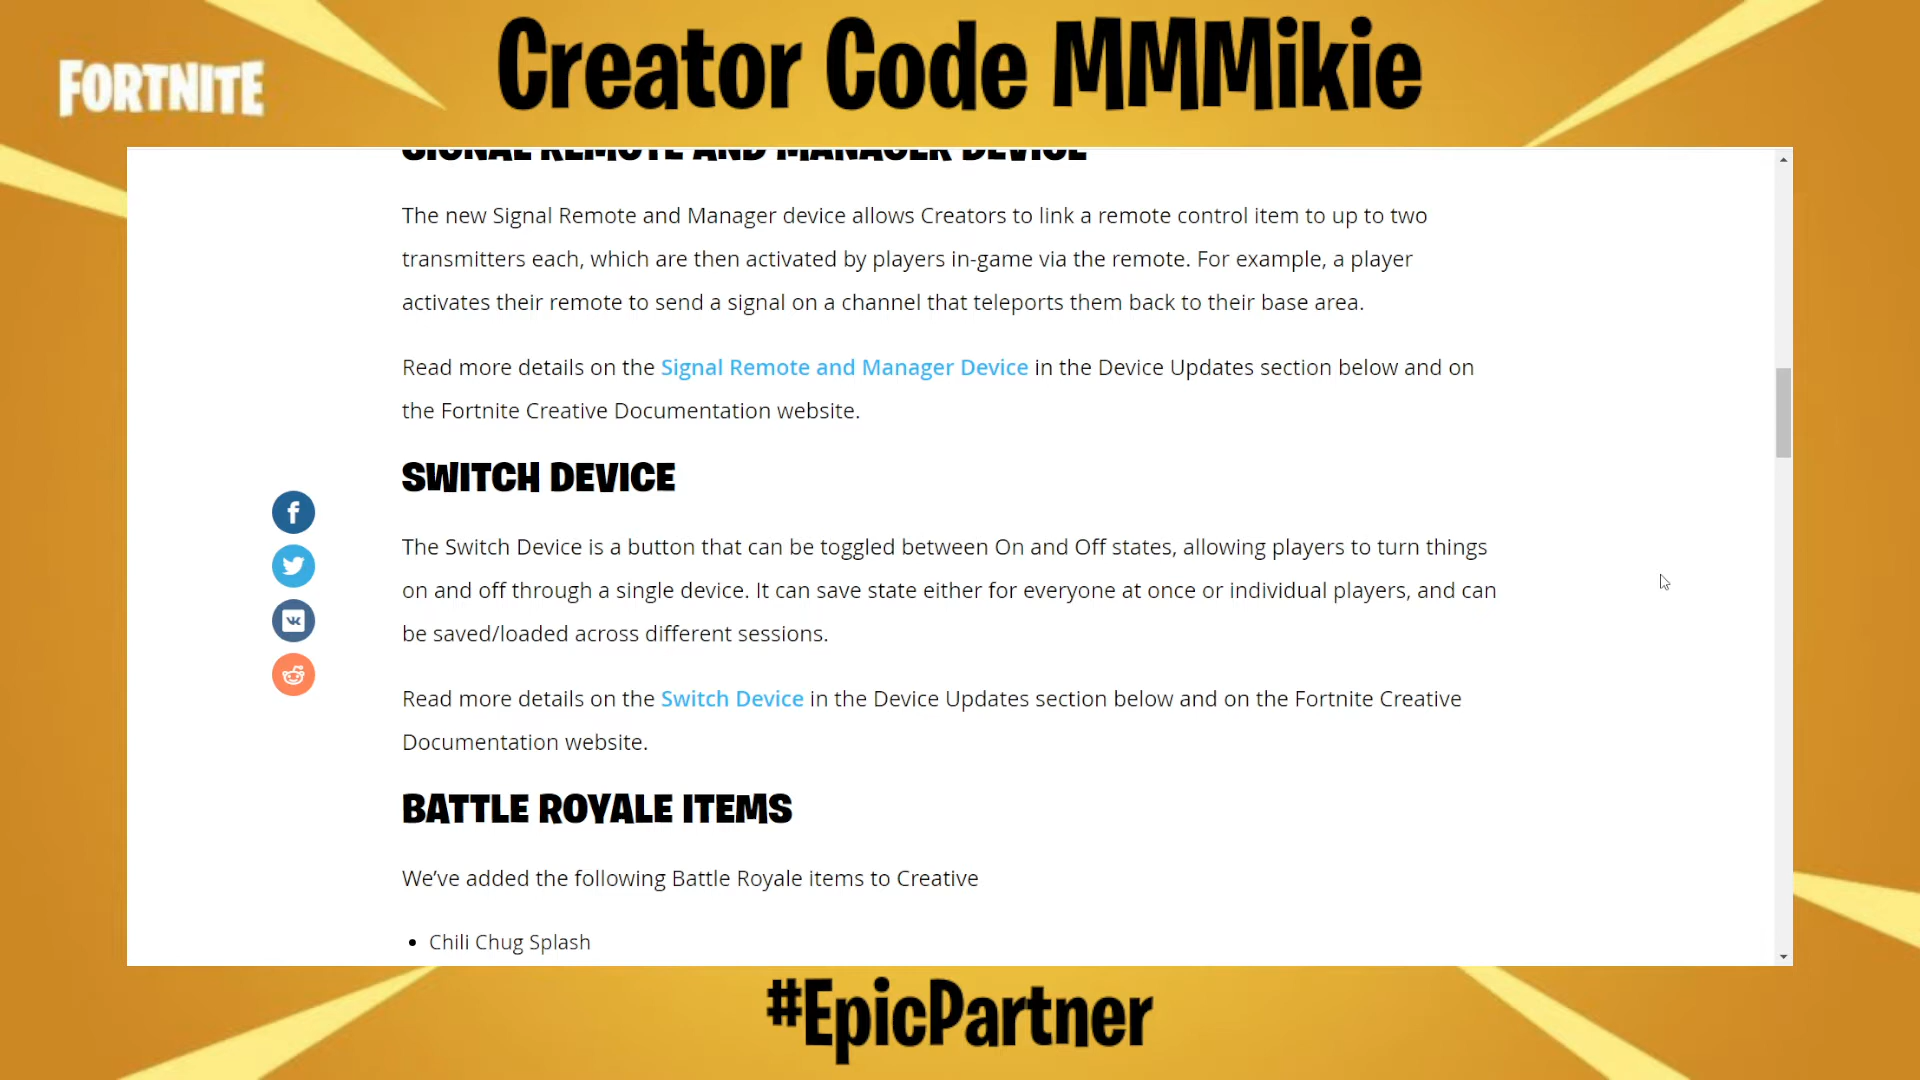 Creator Code MMMikie
FORTNITE
SIGNAL REMOTE AND MANAGER DEVICE
The new Signal Remote and Manager device allows Creators to link a remote control item to up to two
transmitters each, which are then activated by players in-game via the remote. For example, a player
activates their remote to send a signal on a channel that teleports them back to their base area.
Read more details on the Signal Remote and Manager Device in the Device Updates section below and on
the Fortnite Creative Documentation website.
SWITCH DEVICE
The Switch Device is a button that can be toggled between On and Off states, allowing players to turn things
on and off through a single device. It can save state either for everyone at once or individual players, and can
be saved/loaded across different sessions.
Read more details on the Switch Device in the Device Updates section below and on the Fortnite Creative
Documentation website.
BATTLE ROYALE ITEMS
We’ve added the following Battle Royale items to Creative
• Chili Chug Splash
#EpicPartner